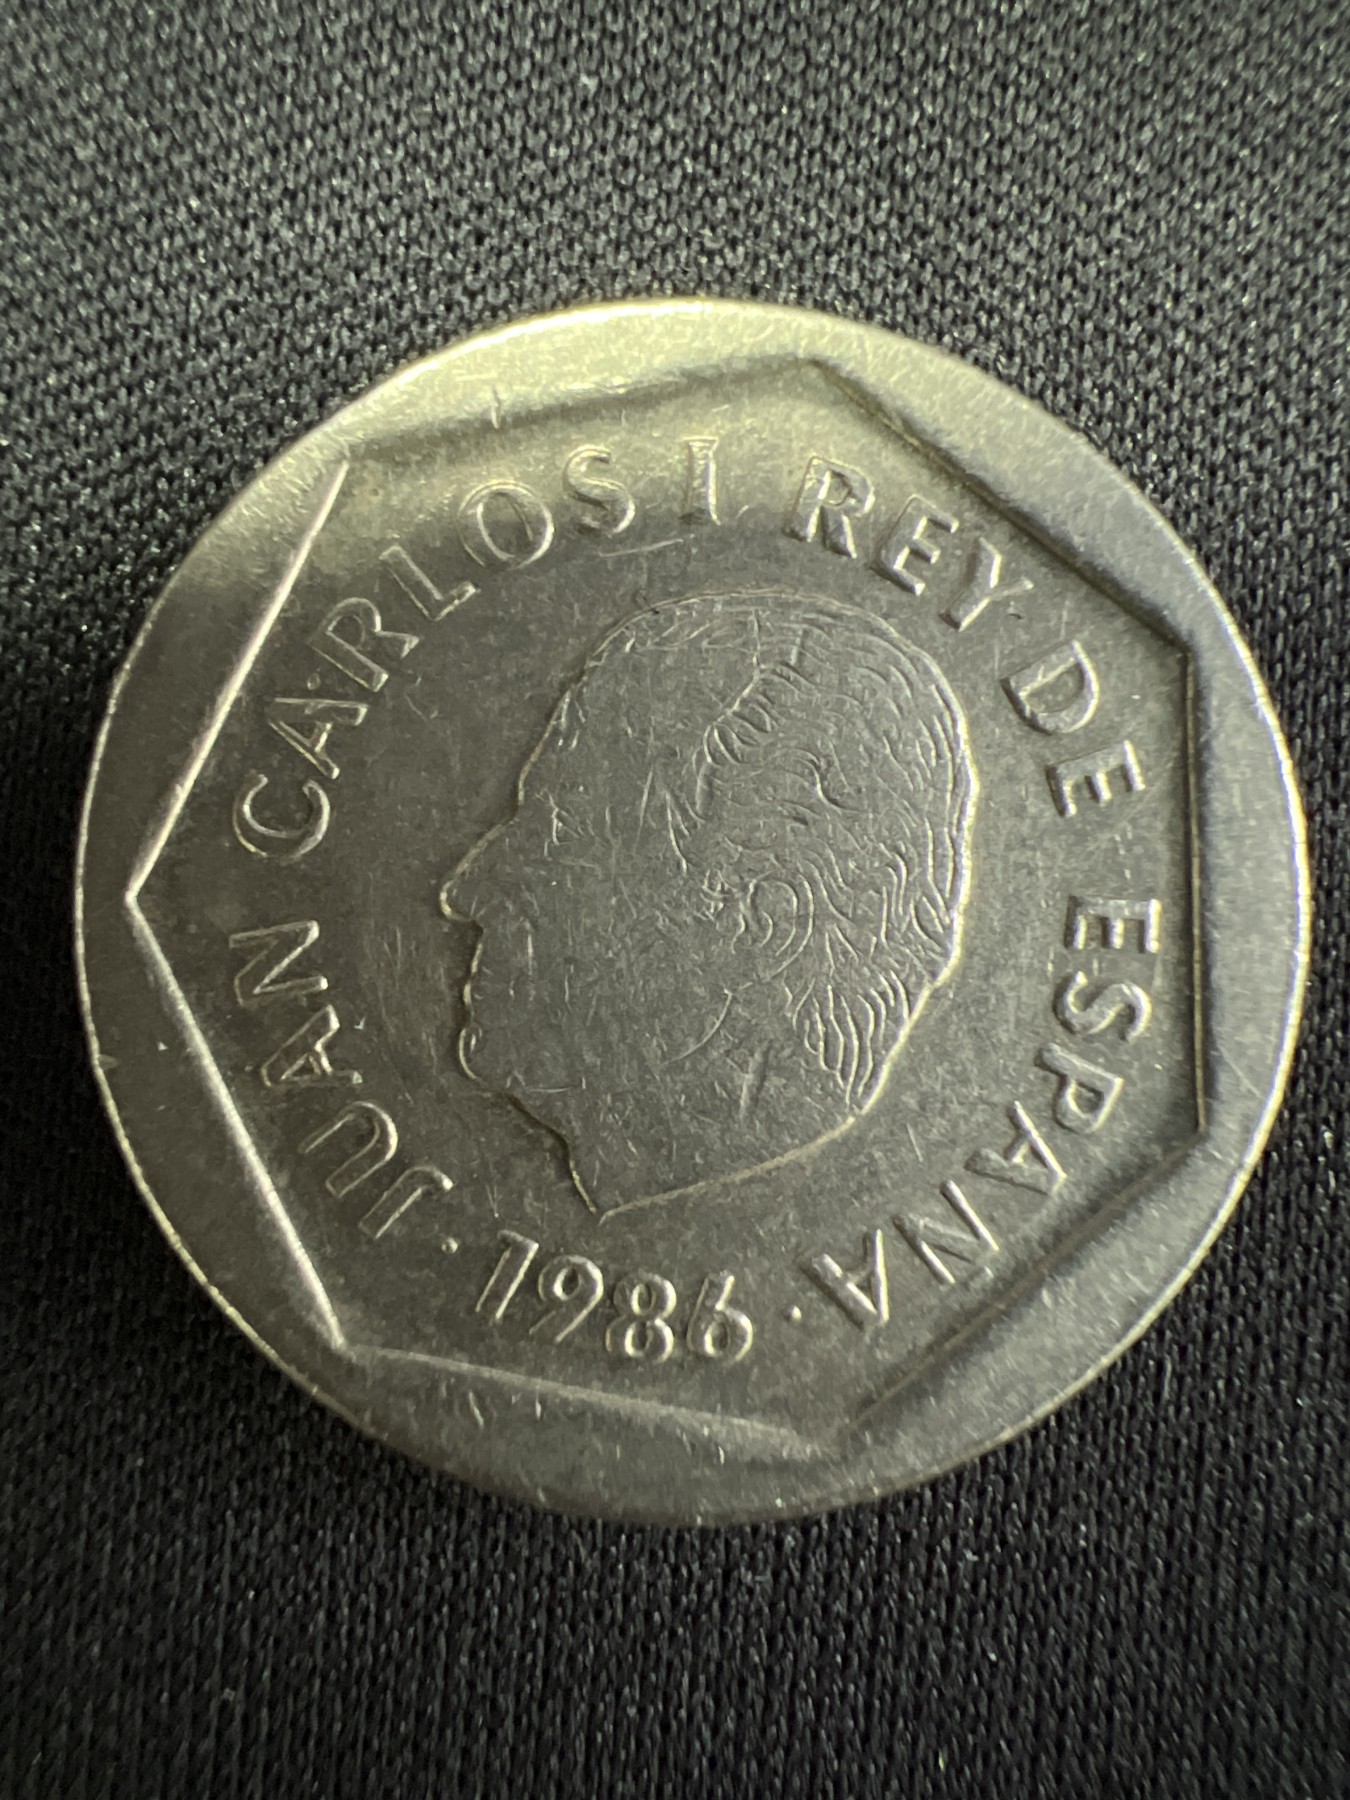 JUAN CARLOS I REY DE ESPAÑA
· 1986 ·